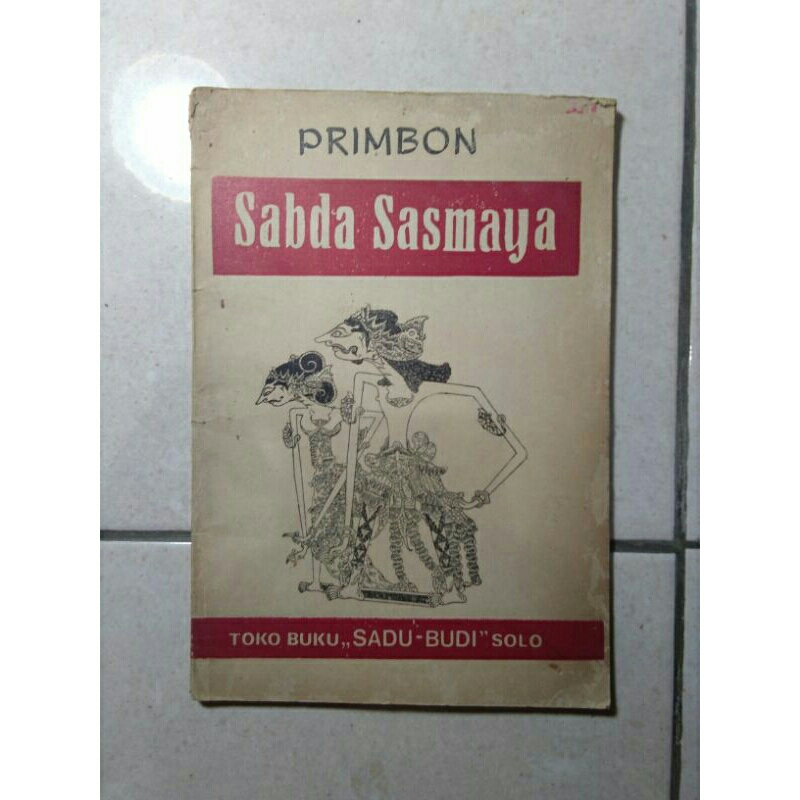 PRIMBON
Sabda Sasmaya
TOKO BUKU „SADU-BUDI” SOLO